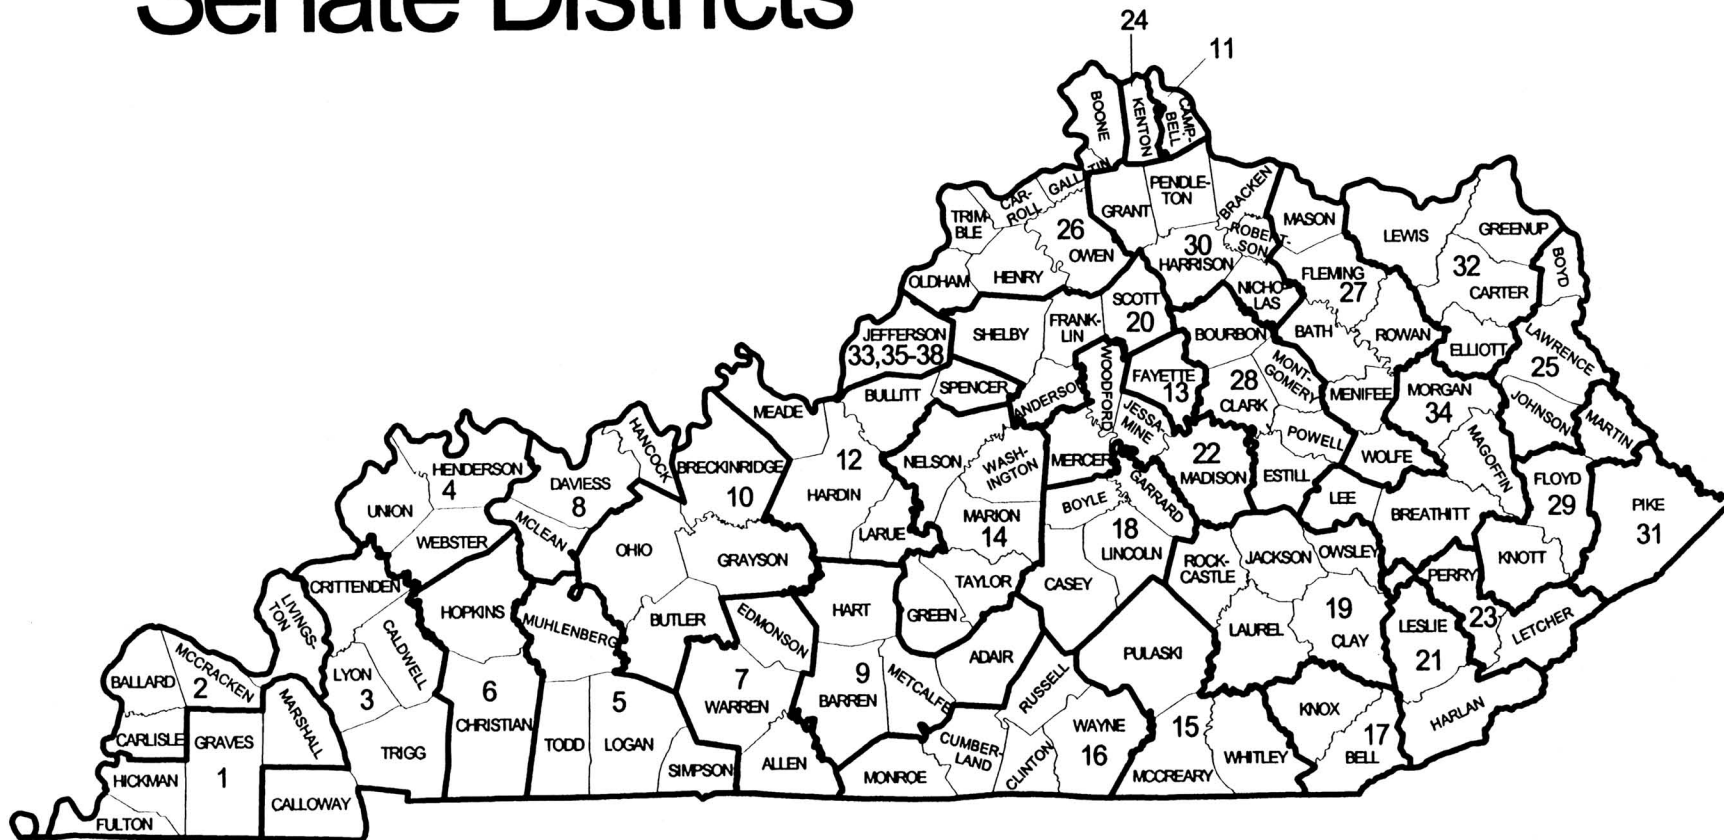 Senate Districts
24
11
BOONE
KENTON
CAMP-
BELL
GALLATIN
CAR-
ROLL
TRIM-
BLE
PENDLE-
TON
GRANT
BRACKEN
MASON
LEWIS
GREENUP
BOYD
26
OWEN
HENRY
OLDHAM
30
HARRISON
ROBERT-
SON
NICHO-
LAS
FLEMING
27
32
CARTER
JEFFERSON
33,35-38
SHELBY
FRANK-
LIN
SCOTT
20
BOURBON
BATH
ROWAN
ELLIOTT
LAWRENCE
25
BULLITT
SPENCER
ANDERSON
WOODFORD
FAYETTE
13
JESSA-
MINE
28
CLARK
MONT-
GOMERY
MENIFEE
MORGAN
34
JOHNSON
MARTIN
MEADE
HANCOCK
BRECKINRIDGE
10
12
HARDIN
NELSON
WASH-
INGTON
MERCER
GARRARD
22
MADISON
POWELL
ESTILL
WOLFE
LEE
MAGOFFIN
FLOYD
29
PIKE
31
HENDERSON
4
UNION
WEBSTER
DAVIESS
8
MCLEAN
OHIO
GRAYSON
LARUE
MARION
14
BOYLE
18
LINCOLN
ROCK-
CASTLE
JACKSON
OWSLEY
BREATHITT
KNOTT
PERRY
CRITTENDEN
LIVINGS-
TON
HOPKINS
MUHLENBERG
BUTLER
EDMONSON
HART
GREEN
TAYLOR
CASEY
LAUREL
19
CLAY
LESLIE
21
23
LETCHER
BALLARD
MCCRACKEN
2
MARSHALL
LYON
3
CALDWELL
6
CHRISTIAN
5
LOGAN
TODD
7
WARREN
9
BARREN
METCALFE
ADAIR
RUSSELL
PULASKI
KNOX
HARLAN
CARLISLE
GRAVES
1
HICKMAN
FULTON
CALLOWAY
TRIGG
SIMPSON
ALLEN
MONROE
CUMBER-
LAND
CLINTON
WAYNE
16
15
MCCREARY
WHITLEY
17
BELL